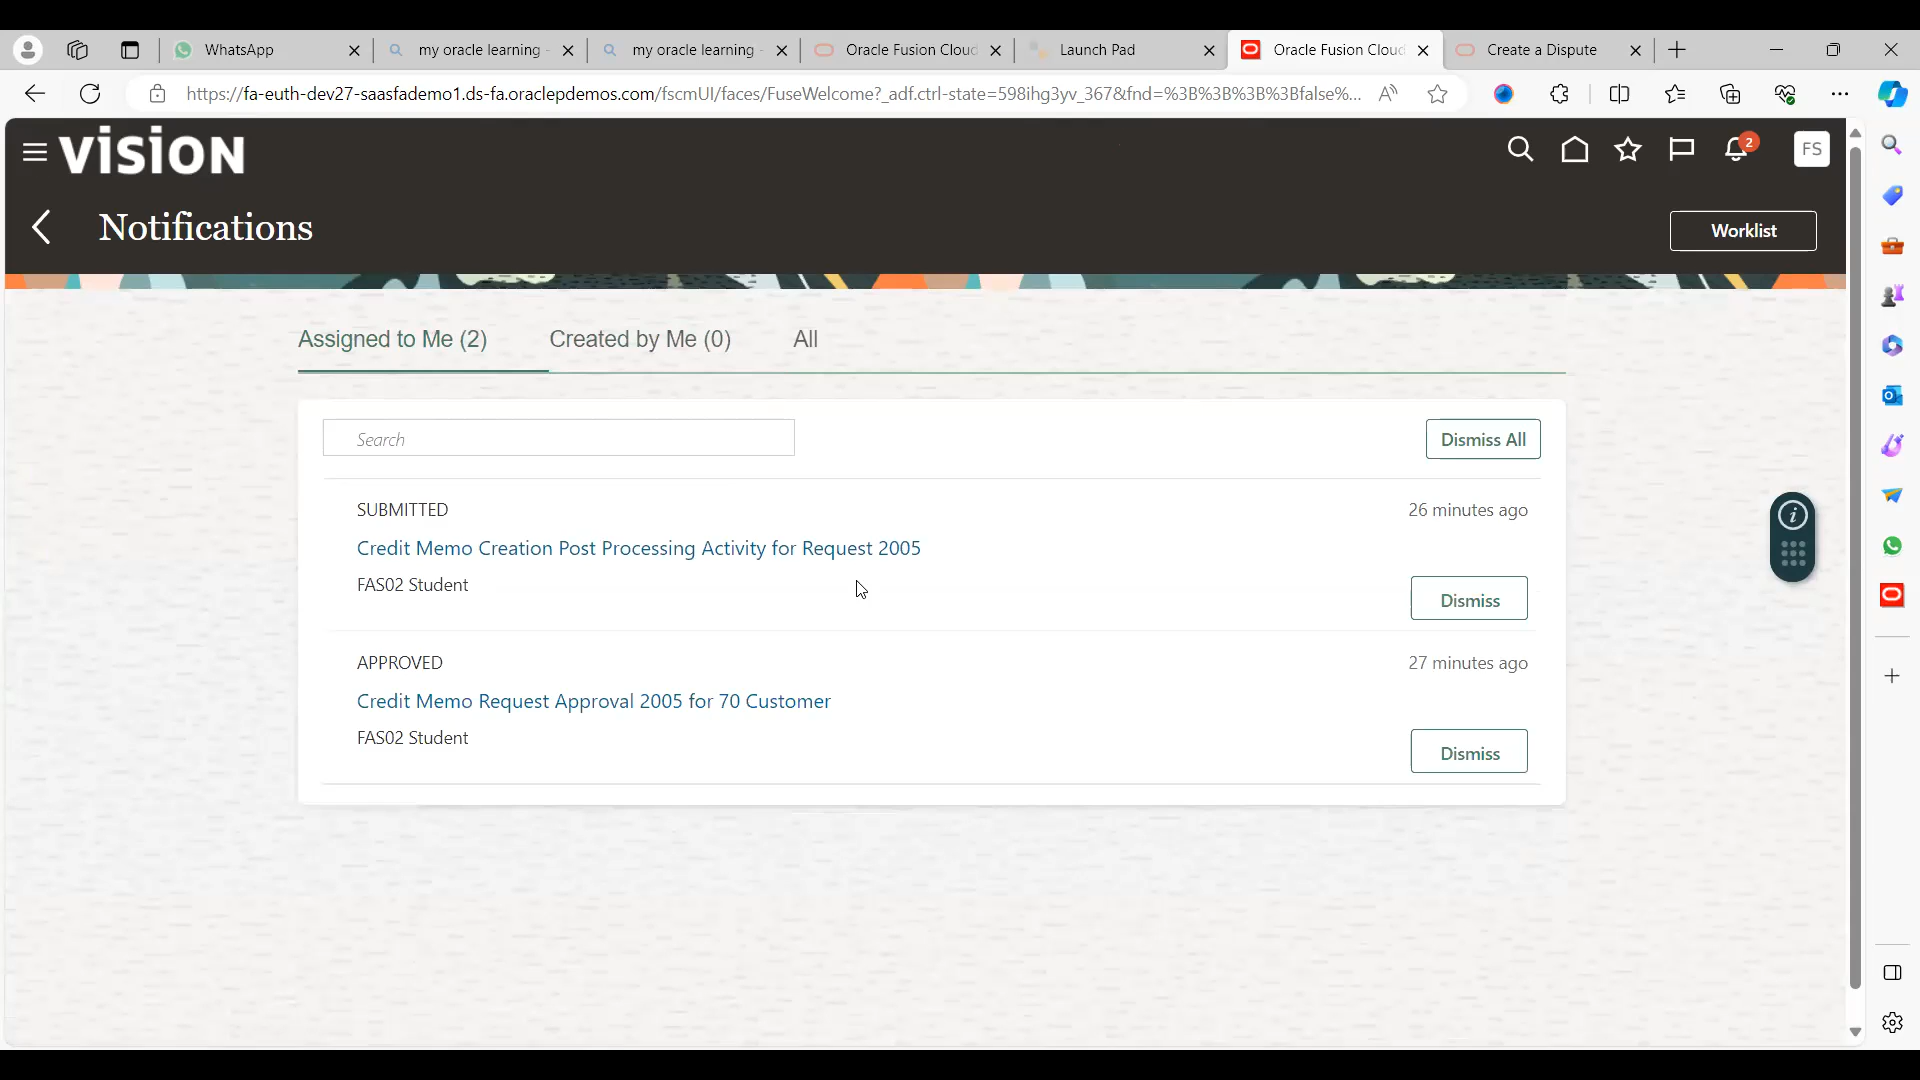 WhatsApp
my oracle learning -
my oracle learning -
Oracle Fusion Cloud
Launch Pad
Oracle Fusion Cloud
Create a Dispute
https://fa-euth-dev27-saasfademo1.ds-fa.oraclepdemos.com/fscmUI/faces/FuseWelcome?_adf.ctrl-state=598ihg3yv_367&fnd=%3B%3B%3B%3Bfalse%...
VISION
2
FS
Notifications
Worklist
Assigned to Me (2)
Created by Me (0)
All
Search
Dismiss All
SUBMITTED
26 minutes ago
Credit Memo Creation Post Processing Activity for Request 2005
FAS02 Student
Dismiss
APPROVED
27 minutes ago
Credit Memo Request Approval 2005 for 70 Customer
FAS02 Student
Dismiss